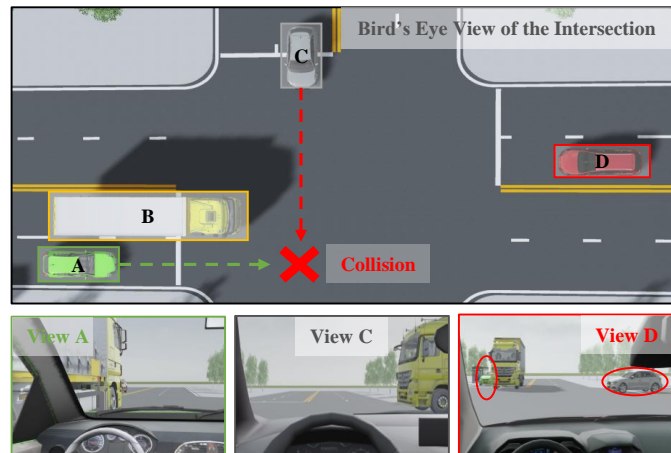 Bird's Eye View of the Intersection
C
D
B
A
Collision
View A
View C
View D